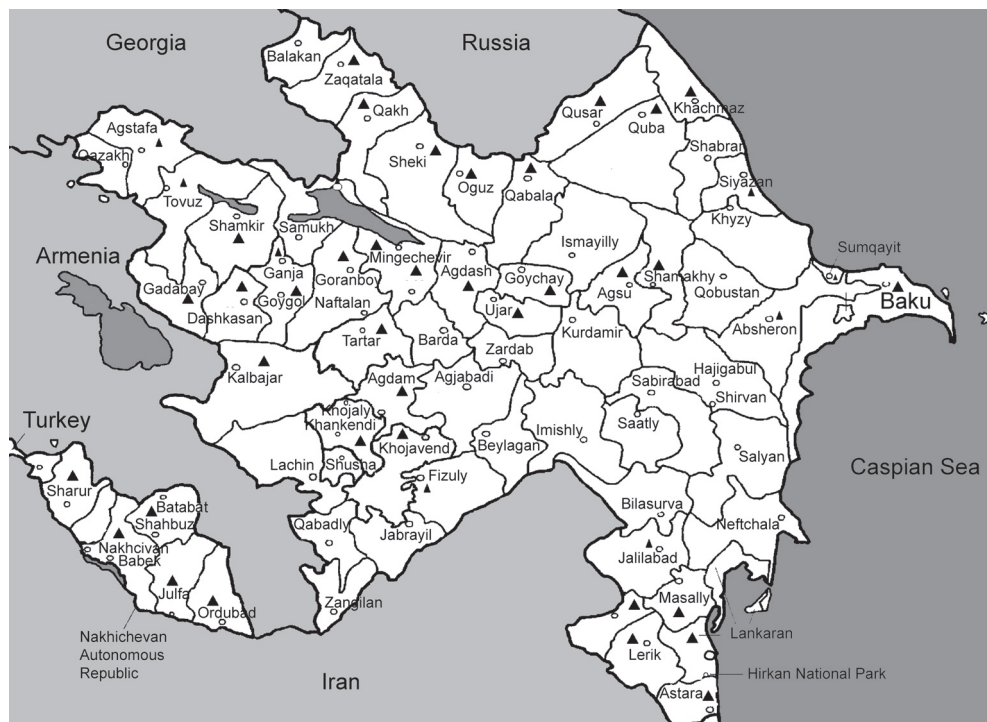 Georgia
Russia
Balakan
Zaqatala
Qakh
Qusar
Khachmaz
Quba
Agstafa
Qazakh
Sheki
Shabran
Oguz
Qabala
Siyazan
Tovuz
Khyzy
Shamkir
Samukh
Ismayilly
Sumqayit
Armenia
Mingechevir
Ganja
Goranboy
Agdash
Goychay
Shamakhy
Gadabay
Goygol
Naftalan
Agsu
Qobustan
Baku
Dashkasan
Ujar
Kurdamir
Absheron
Tartar
Barda
Zardab
Kalbajar
Agdam
Agjabadi
Hajigabul
Sabirabad
Shirvan
Khojaly
Khankendi
Turkey
Khojavend
Beylagan
Imishly
Saatly
Salyan
Lachin
Shusha
Fizuly
Caspian Sea
Sharur
Batabat
Shahbuz
Qabadly
Jabrayil
Bilasurva
Neftchala
Nakhcivan
Babek
Jalilabad
Julfa
Ordubad
Zangilan
Masally
Nakhichevan
Autonomous
Republic
Lankaran
Lerik
Iran
Hirkan National Park
Astara